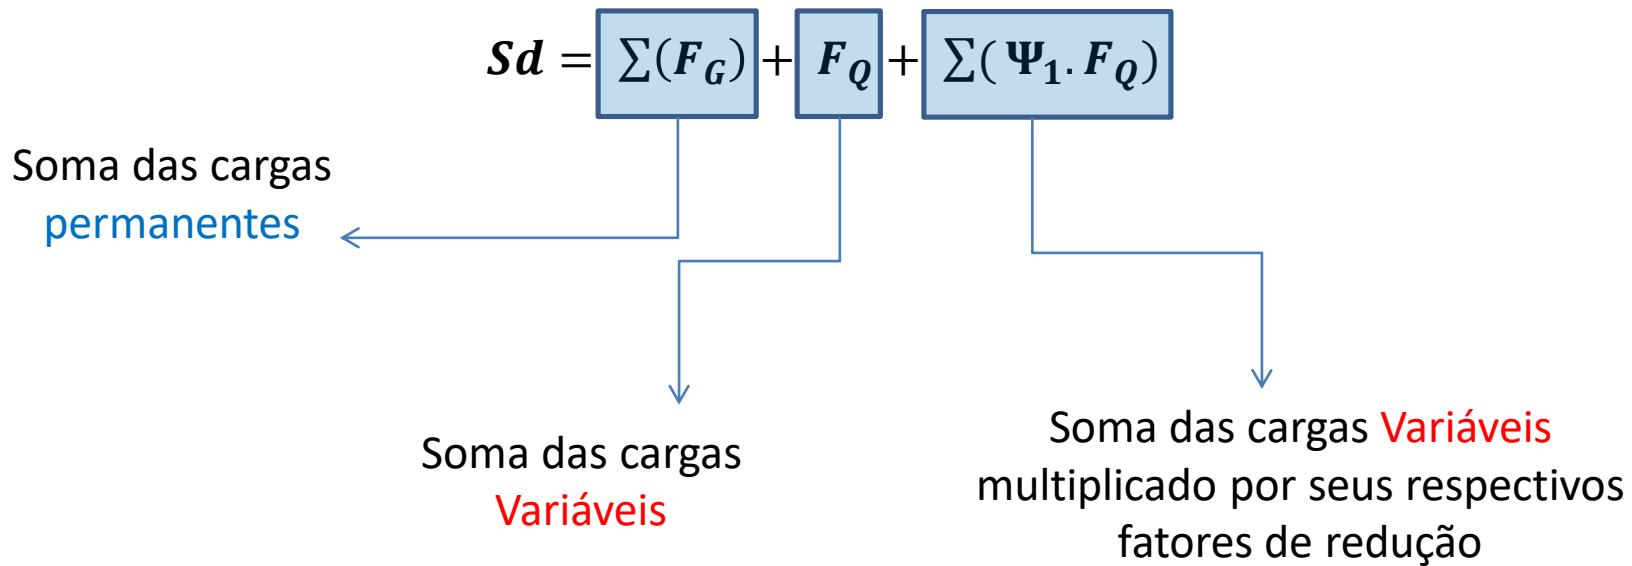 Sd = ∑(F_G) + F_Q + ∑( Ψ_1. F_Q)
Soma das cargas
permanentes
Soma das cargas
Variáveis
Soma das cargas Variáveis
multiplicado por seus respectivos
fatores de redução